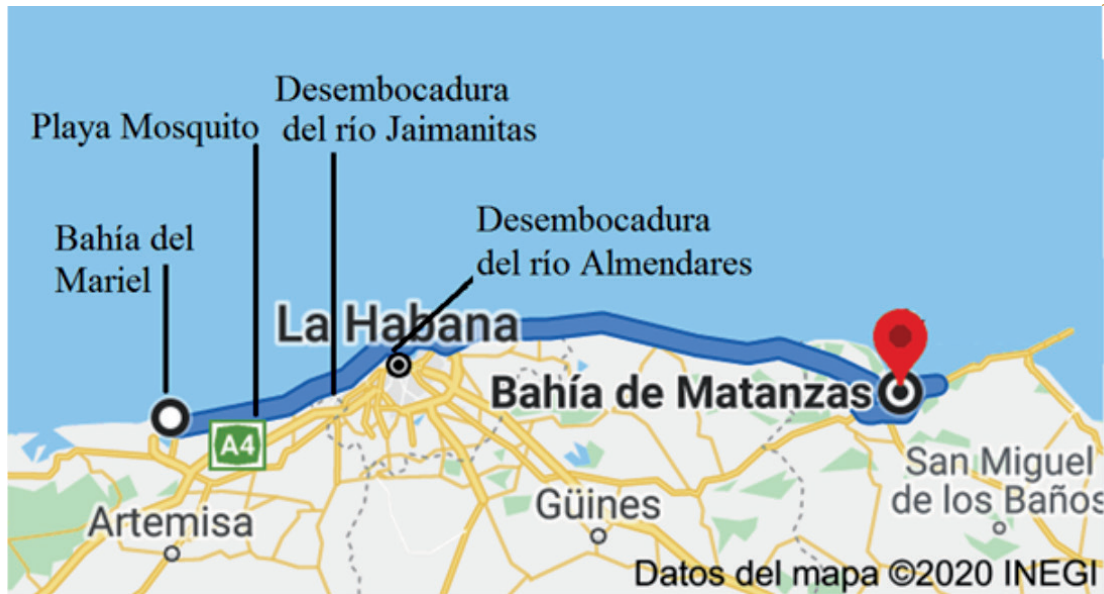 Desembocadura
del río Jaimanitas
Playa Mosquito
Desembocadura
del río Almendares
Bahía del
Mariel
La Habana
Bahía de Matanzas
A4
San Miguel
de los Baños
Güines
Artemisa
Datos del mapa ©2020 INEGI